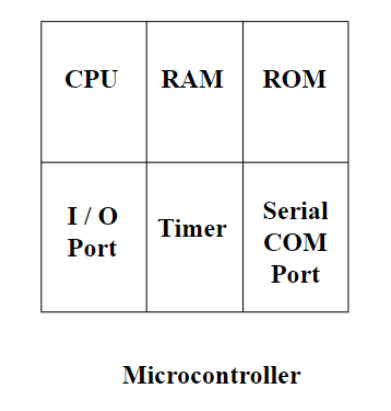 CPU
RAM
ROM
I / O
Port
Timer
Serial
COM
Port
Microcontroller